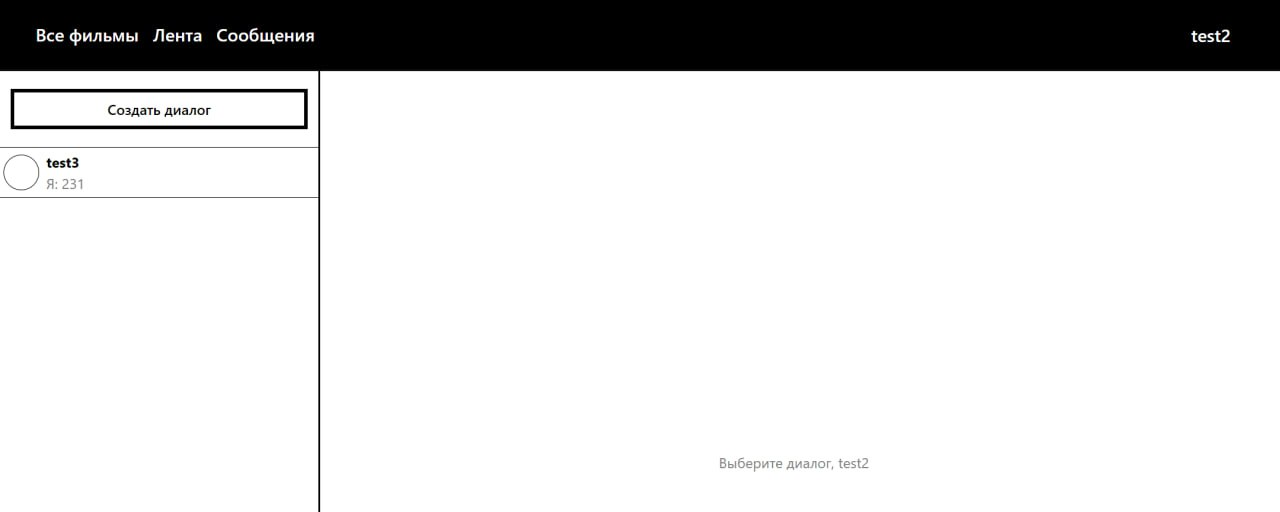 Все фильмы Лента Сообщения test2
Создать диалог
test3
Я: 231
Выберите диалог, test2